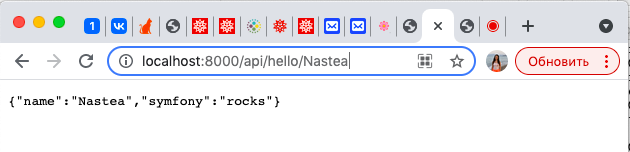 1
localhost:8000/api/hello/Nastea
Обновить
{"name":"Nastea","symfony":"rocks"}